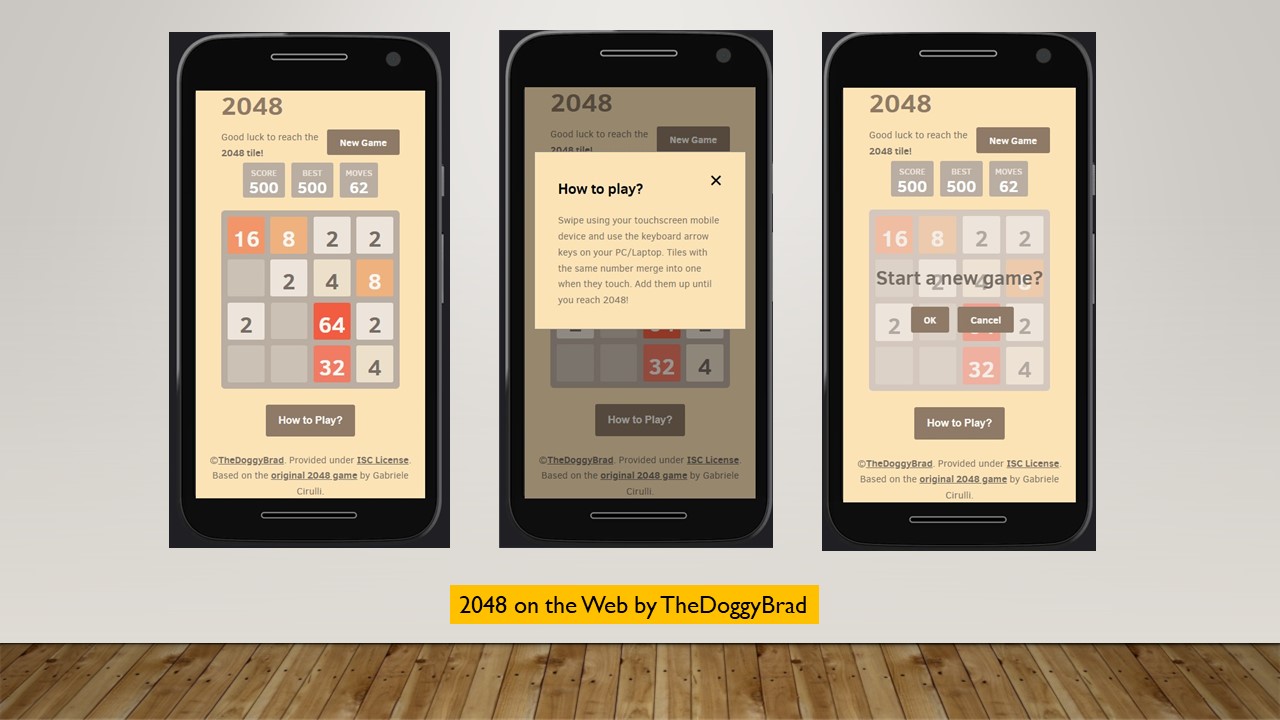 2048
Good luck to reach the
2048 tile!
New Game
SCORE
500
BEST
500
MOVES
62
16 8 2 2
2 4 8
2 64 2
32 4
How to Play?
©TheDoggyBrad. Provided under ISC License.
Based on the original 2048 game by Gabriele
Cirulli.
2048
Good luck to reach the
2048 tile!
New Game
How to play?
×
Swipe using your touchscreen mobile
device and use the keyboard arrow
keys on your PC/Laptop. Tiles with
the same number merge into one
when they touch. Add them up until
you reach 2048!
2 64 2
32 4
How to Play?
©TheDoggyBrad. Provided under ISC License.
Based on the original 2048 game by Gabriele
Cirulli.
2048
Good luck to reach the
2048 tile!
New Game
SCORE
500
BEST
500
MOVES
62
16 8 2 2
2 4 8
Start a new game?
2 64 2
OK
Cancel
32 4
How to Play?
©TheDoggyBrad. Provided under ISC License.
Based on the original 2048 game by Gabriele
Cirulli.
2048 on the Web by TheDoggyBrad